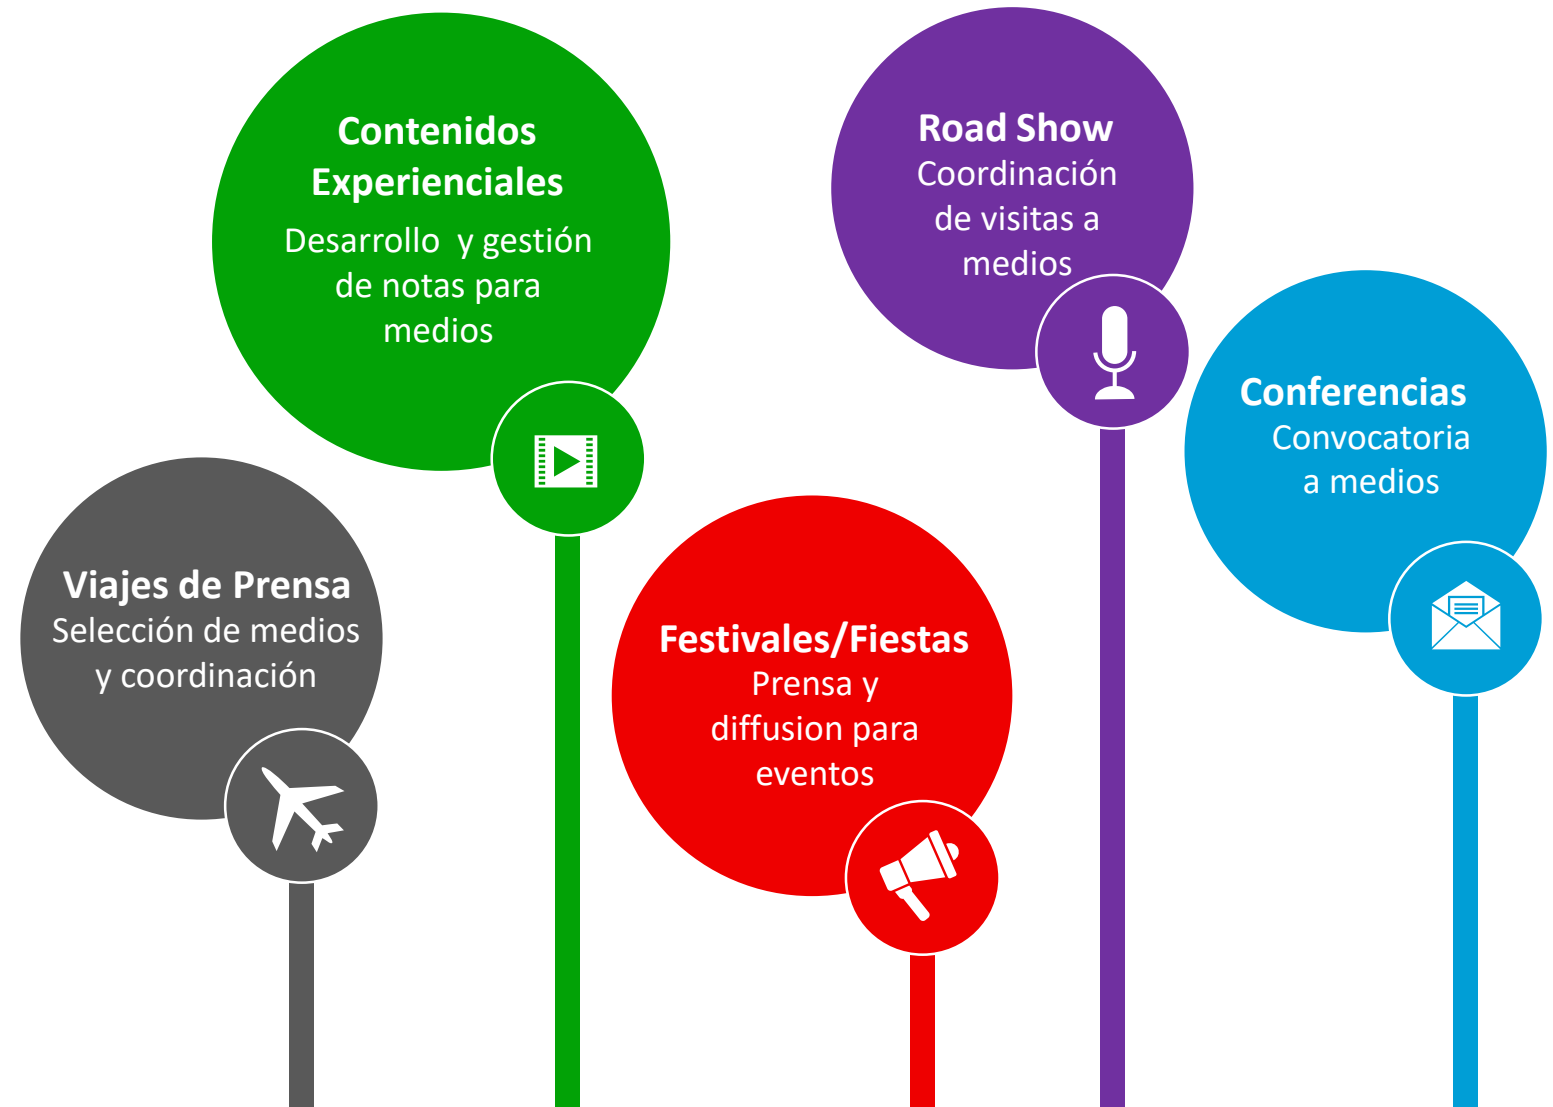 Contenidos
Experienciales
Desarrollo  y gestión
de notas para
medios
Road Show
Coordinación
de visitas a
medios
Conferencias
Convocatoria
a medios
Viajes de Prensa
Selección de medios
y coordinación
Festivales/Fiestas
Prensa y
diffusion para
eventos